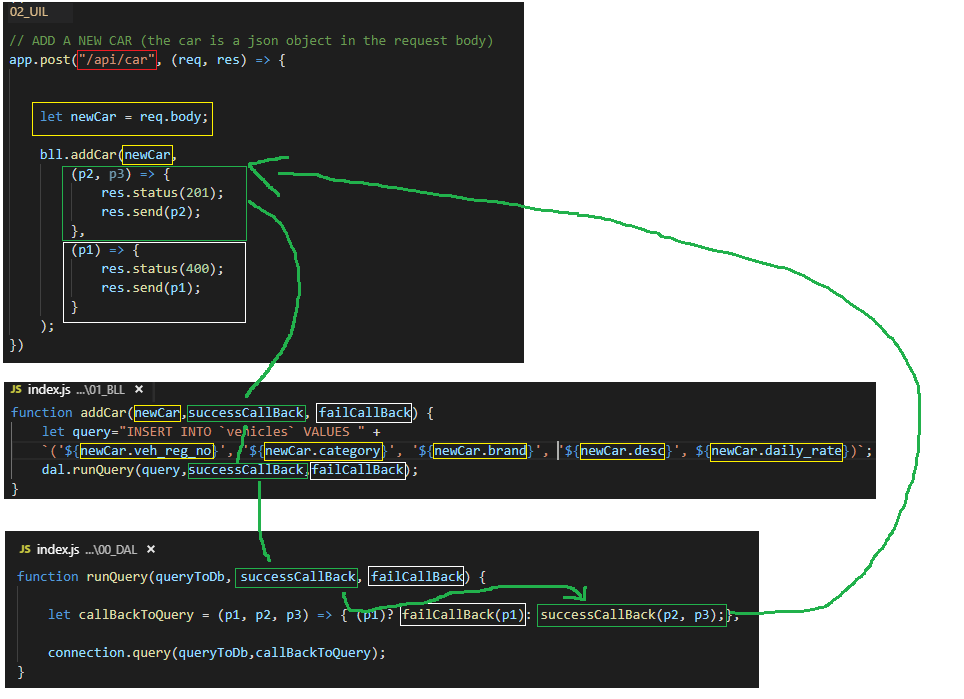 02_UIL
// ADD A NEW CAR (the car is a json object in the request body)
app.post("/api/car", (req, res) => {
let newCar = req.body;
bll.addCar(newCar,
(p2, p3) => {
res.status(201);
res.send(p2);
},
(p1) => {
res.status(400);
res.send(p1);
}
);
})
JS index.js ...\01_BLL ×
function addCar(newCar,successCallBack, failCallBack) {
let query="INSERT INTO `vehicles` VALUES " +
`('${newCar.veh_reg_no}', '${newCar.category}', '${newCar.brand}', '${newCar.desc}', ${newCar.daily_rate})`;
dal.runQuery(query,successCallBack,failCallBack);
}
JS index.js ...\00_DAL ×
function runQuery(queryToDb, successCallBack, failCallBack) {
let callBackToQuery = (p1, p2, p3) => { (p1)? failCallBack(p1): successCallBack(p2, p3);};
connection.query(queryToDb,callBackToQuery);
}